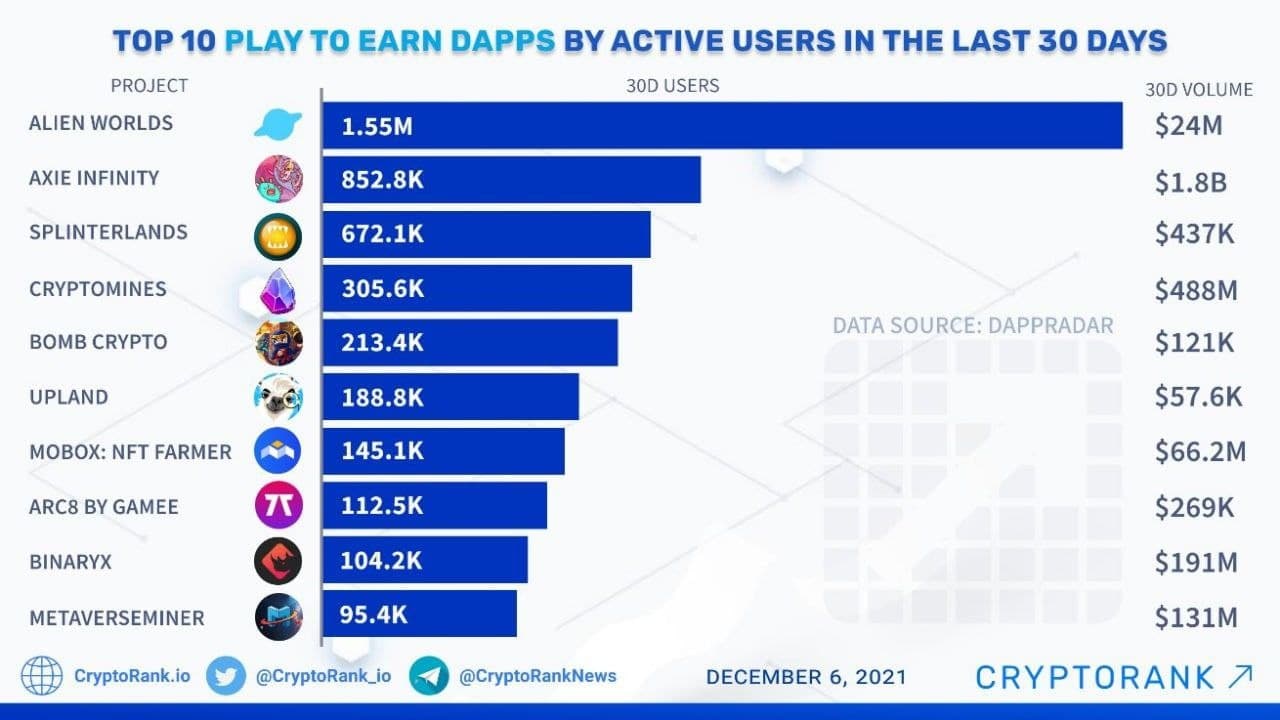 TOP 10 PLAY TO EARN DAPPS BY ACTIVE USERS IN THE LAST 30 DAYS
PROJECT 30D USERS 30D VOLUME
ALIEN WORLDS 1.55M $24M
AXIE INFINITY 852.8K $1.8B
SPLINTERLANDS 672.1K $437K
CRYPTOMINES 305.6K $488M
DATA SOURCE: DAPPRADAR
BOMB CRYPTO 213.4K $121K
UPLAND 188.8K $57.6K
MOBOX: NFT FARMER 145.1K $66.2M
ARC8 BY GAMEE 112.5K $269K
BINARYX 104.2K $191M
METAVERSEMINER 95.4K $131M
CryptoRank.io @CryptoRank_io @CryptoRankNews DECEMBER 6, 2021 CRYPTORANK